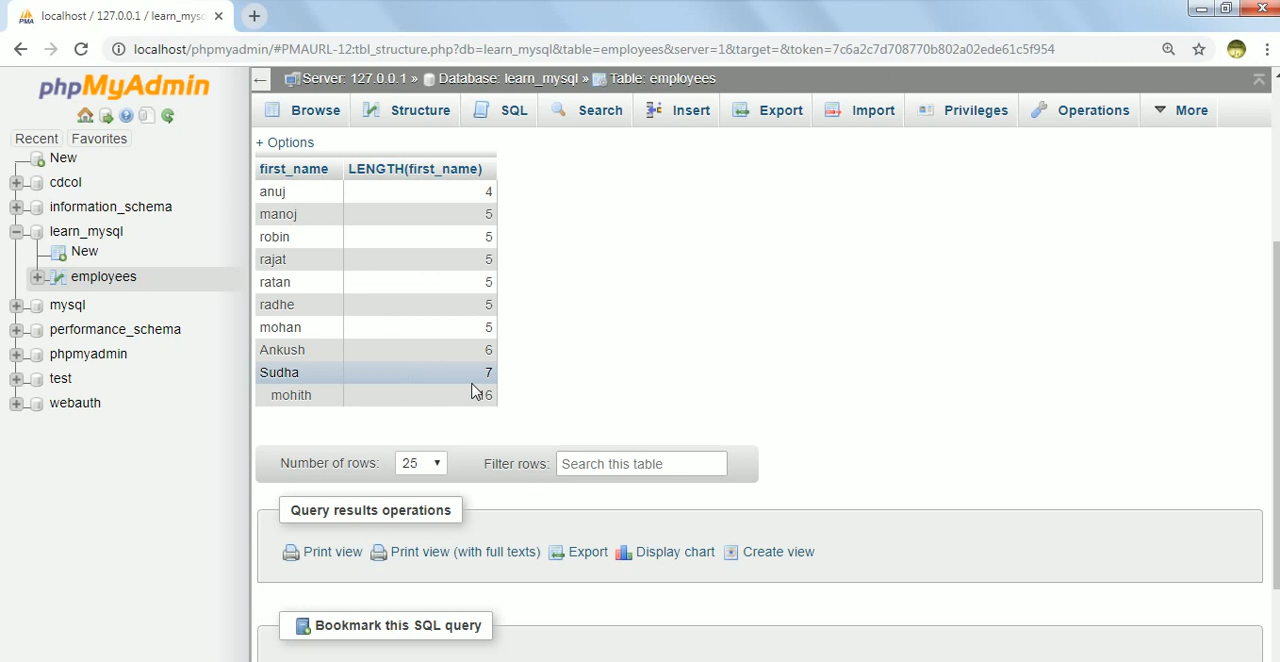 localhost / 127.0.0.1 / learn_mysq
localhost/phpmyadmin/#PMAURL-12:tbl_structure.php?db=learn_mysql&table=employees&server=1&target=&token=7c6a2c7d708770b802a02ede61c5f954
phpMyAdmin
Recent Favorites
New
cdcol
information_schema
learn_mysql
New
employees
mysql
performance_schema
phpmyadmin
test
webauth
Server: 127.0.0.1 » Database: learn_mysql » Table: employees
Browse Structure SQL Search Insert Export Import Privileges Operations More
+ Options
first_name LENGTH(first_name)
anuj 4
manoj 5
robin 5
rajat 5
ratan 5
radhe 5
mohan 5
Ankush 6
Sudha 7
mohith 16
Number of rows: 25 Filter rows: Search this table
Query results operations
Print view Print view (with full texts) Export Display chart Create view
Bookmark this SQL query